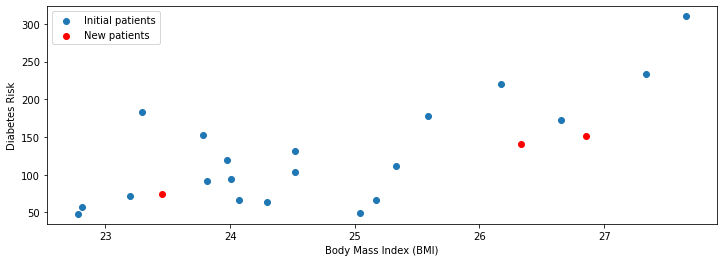 Initial patients
New patients
300
250
200
150
100
50
Diabetes Risk
23
24
25
26
27
Body Mass Index (BMI)